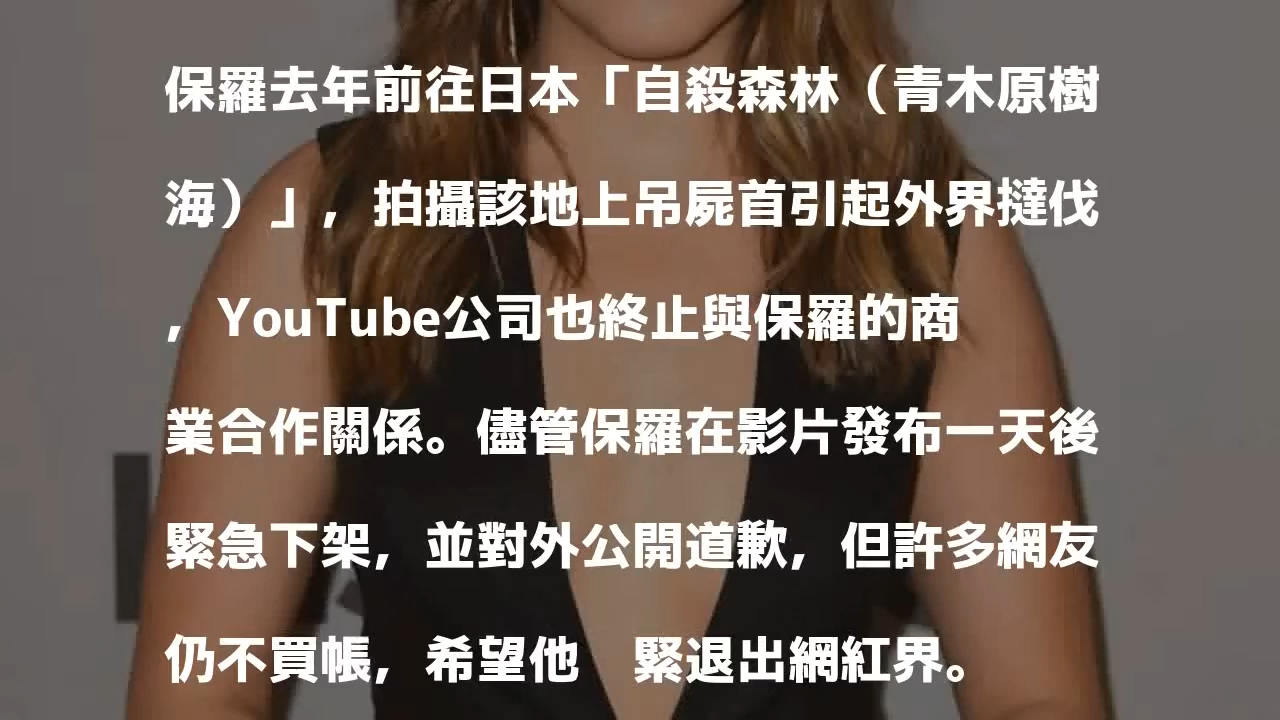 保羅去年前往日本「自殺森林（青木原樹
海）」，拍攝該地上吊屍首引起外界撻伐
，YouTube公司也終止與保羅的商
業合作關係。儘管保羅在影片發布一天後
緊急下架，並對外公開道歉，但許多網友
仍不買帳，希望他　緊退出網紅界。